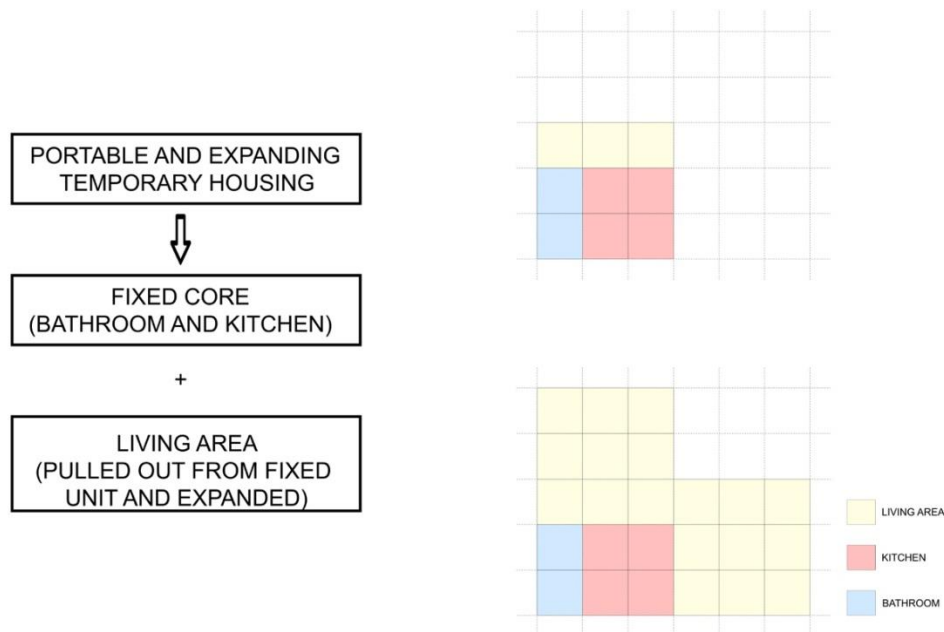 PORTABLE AND EXPANDING
TEMPORARY HOUSING
FIXED CORE
(BATHROOM AND KITCHEN)
+
LIVING AREA
(PULLED OUT FROM FIXED
UNIT AND EXPANDED)
LIVING AREA
KITCHEN
BATHROOM